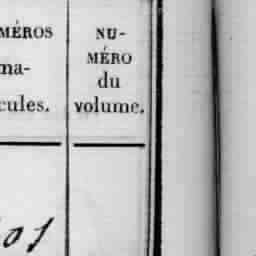 MÉROS
ma-
cules.
NU-
MÉRO
du
volume.